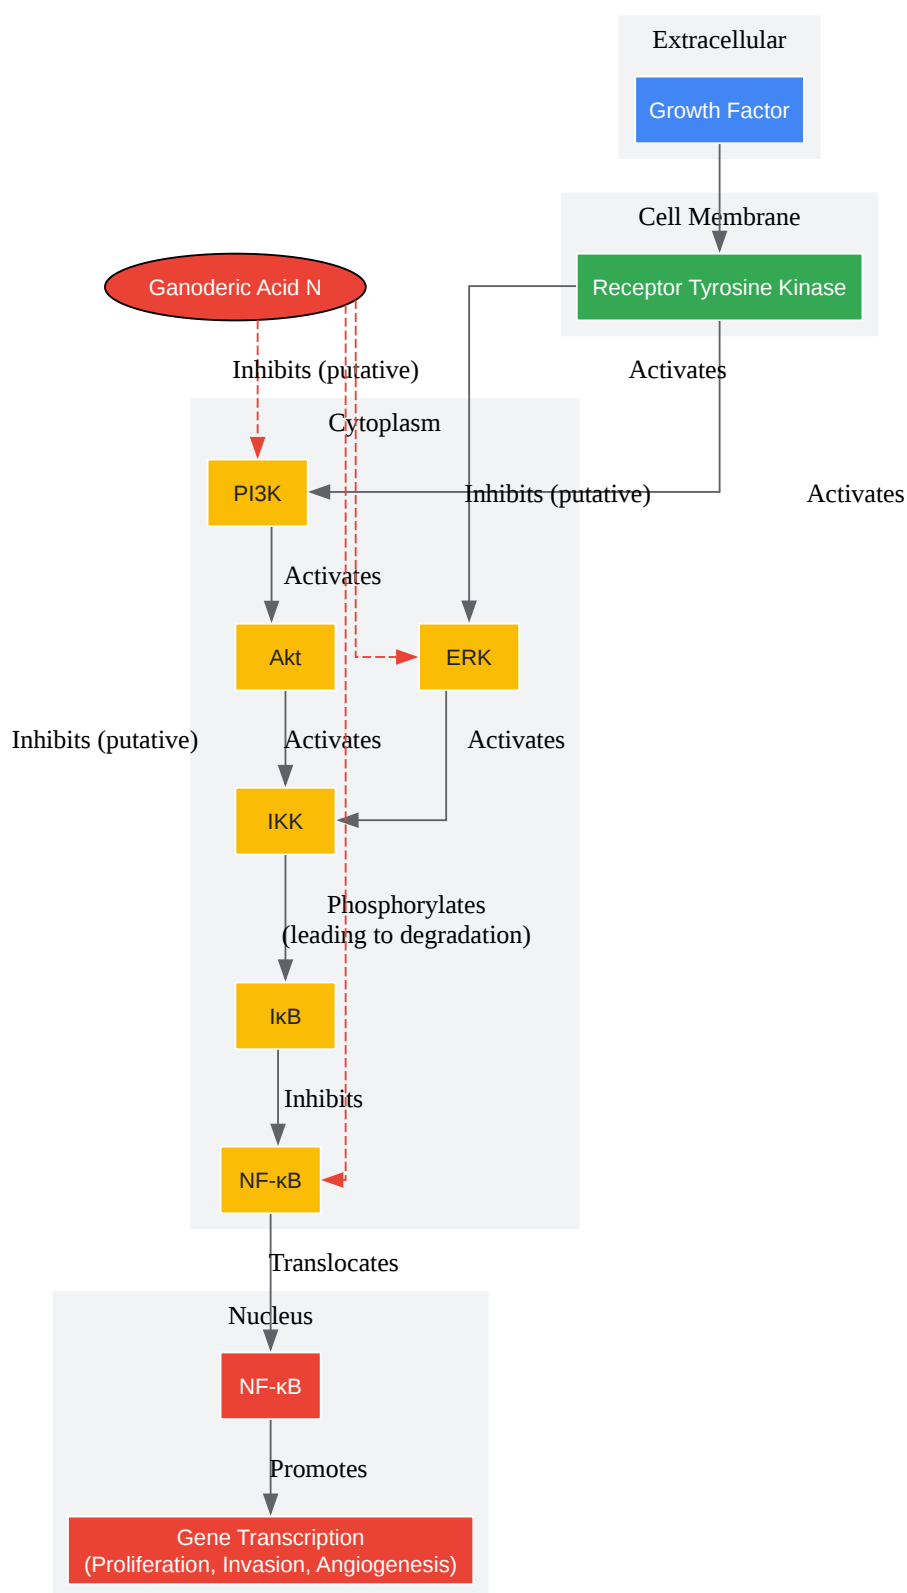 Extracellular
Growth Factor
Cell Membrane
Ganoderic Acid N
Receptor Tyrosine Kinase
Inhibits (putative)
Activates
Cytoplasm
PI3K
Inhibits (putative)
Activates
Activates
Akt
ERK
Inhibits (putative)
Activates
Activates
IKK
Phosphorylates
(leading to degradation)
IκB
Inhibits
NF-κB
Translocates
Nucleus
NF-κB
Promotes
Gene Transcription
(Proliferation, Invasion, Angiogenesis)